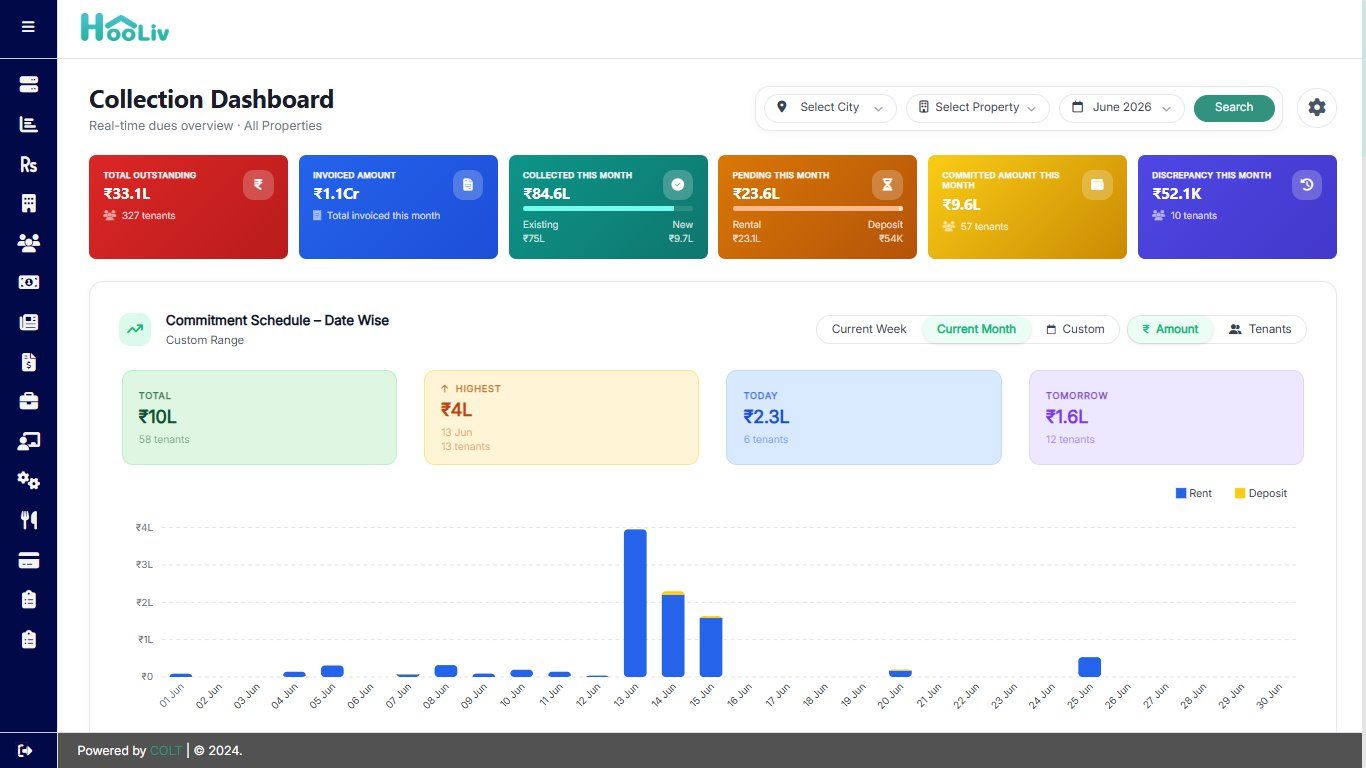 HooLiv
Collection Dashboard
Real-time dues overview · All Properties
Select City
Select Property
June 2026
Search
Rs
TOTAL OUTSTANDING
₹33.1L
327 tenants
₹
INVOICED AMOUNT
₹1.1Cr
Total invoiced this month
COLLECTED THIS MONTH
₹84.6L
Existing New
₹75L ₹9.7L
PENDING THIS MONTH
₹23.6L
Rental Deposit
₹23.1L ₹54K
COMMITTED AMOUNT THIS
MONTH
₹9.6L
57 tenants
DISCREPANCY THIS MONTH
₹52.1K
10 tenants
Commitment Schedule – Date Wise
Custom Range
Current Week
Current Month
Custom
₹ Amount
Tenants
TOTAL
₹10L
58 tenants
↑ HIGHEST
₹4L
13 Jun
13 tenants
TODAY
₹2.3L
6 tenants
TOMORROW
₹1.6L
12 tenants
Rent Deposit
₹4L
₹3L
₹2L
₹1L
₹0
01 Jun 02 Jun 03 Jun 04 Jun 05 Jun 06 Jun 07 Jun 08 Jun 09 Jun 10 Jun 11 Jun 12 Jun 13 Jun 14 Jun 15 Jun 16 Jun 17 Jun 18 Jun 19 Jun 20 Jun 21 Jun 22 Jun 23 Jun 24 Jun 25 Jun 26 Jun 27 Jun 28 Jun 29 Jun 30 Jun
Powered by COLT | © 2024.